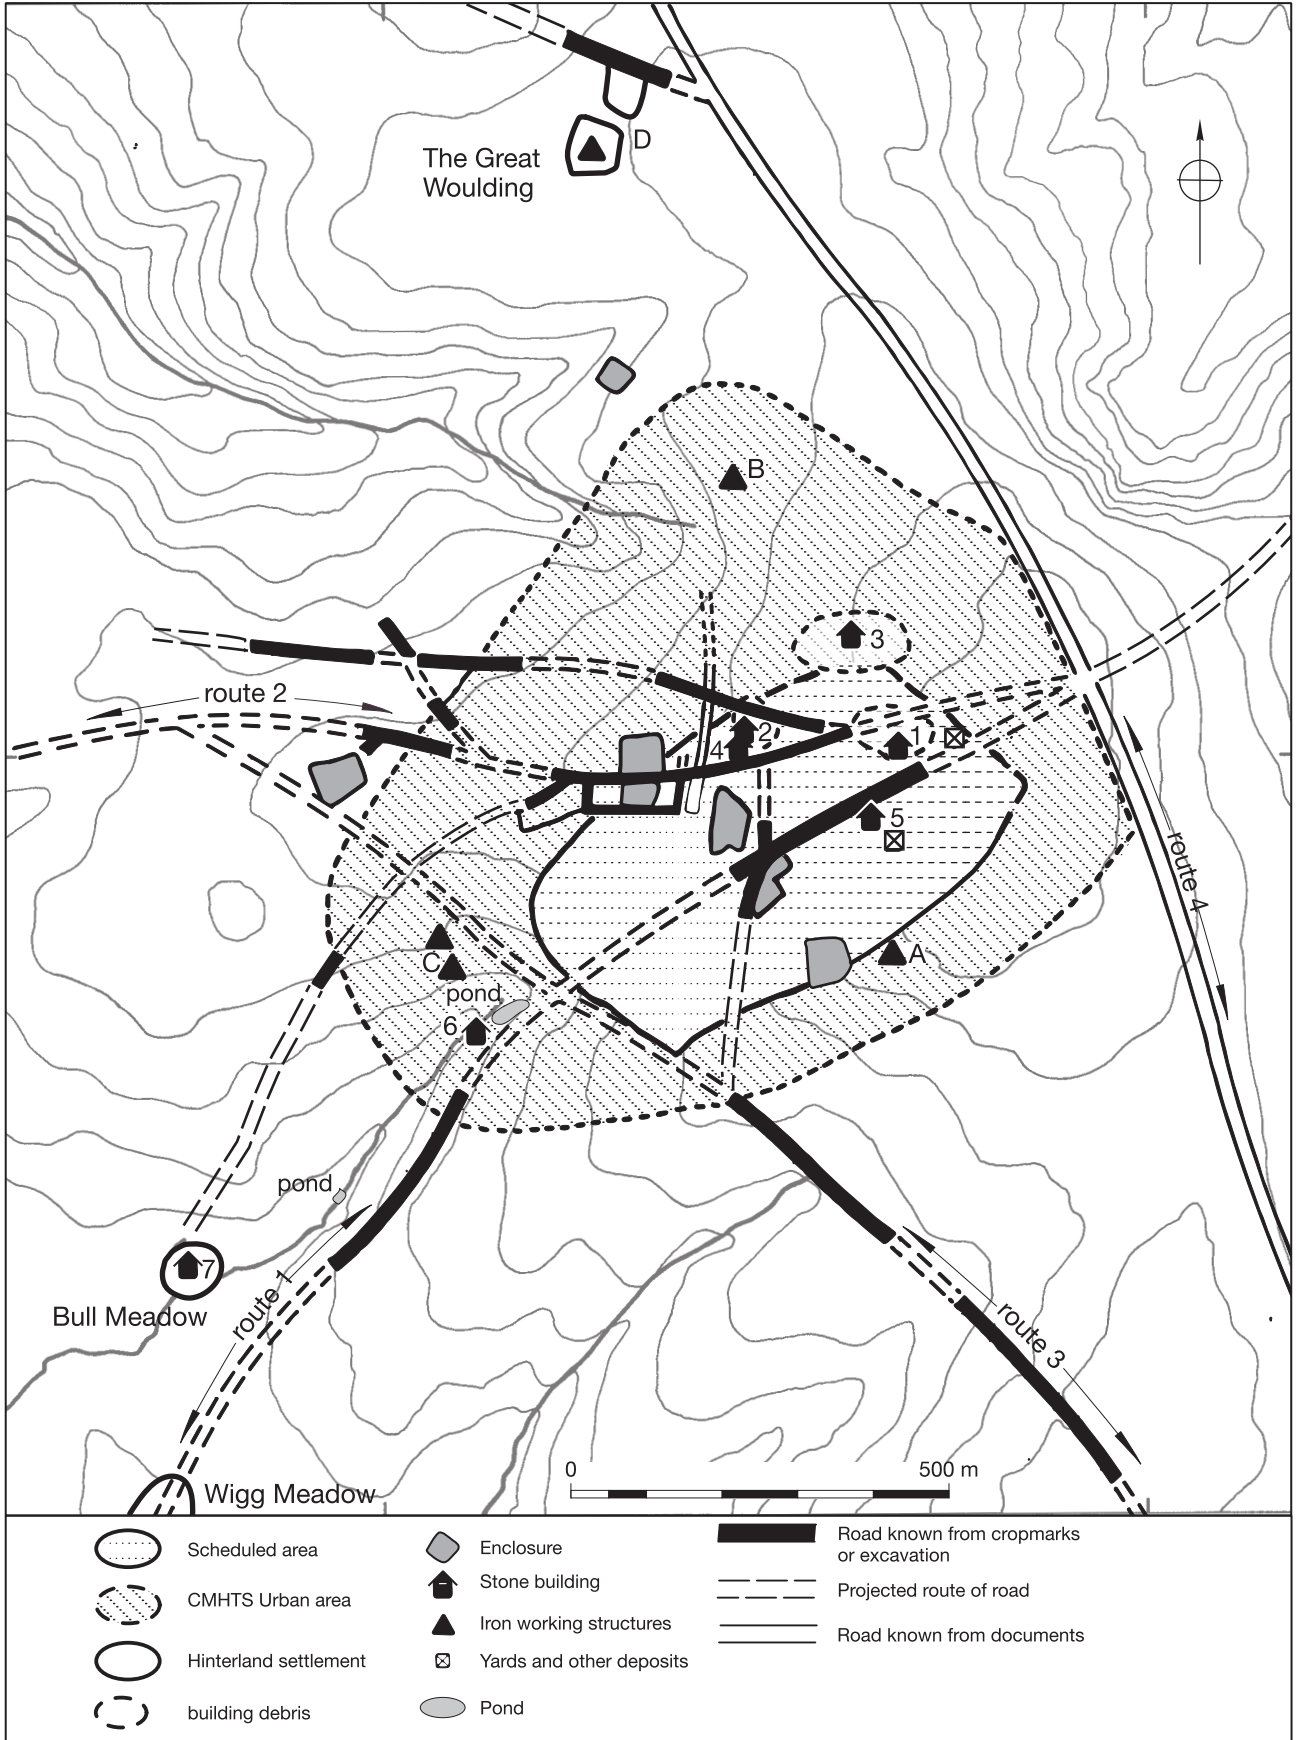 The Great
Woulding
D
B
3
route 2
2
4
1
5
route 4
C
A
pond
6
pond
7
Bull Meadow
route 1
route 3
Wigg Meadow
0
500 m
Scheduled area
CMHTS Urban area
Hinterland settlement
building debris
Enclosure
Stone building
Iron working structures
Yards and other deposits
Pond
Road known from cropmarks
or excavation
Projected route of road
Road known from documents